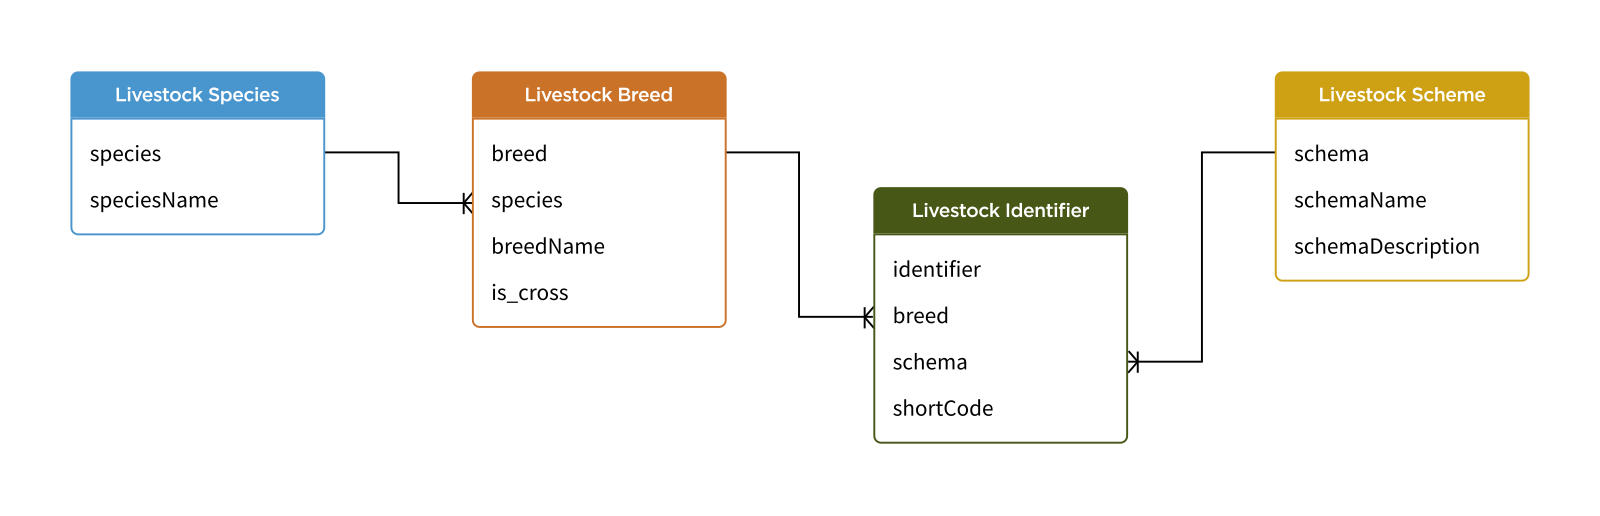 Livestock Species
species
speciesName
Livestock Breed
breed
species
breedName
is_cross
Livestock Identifier
identifier
breed
schema
shortCode
Livestock Scheme
schema
schemaName
schemaDescription